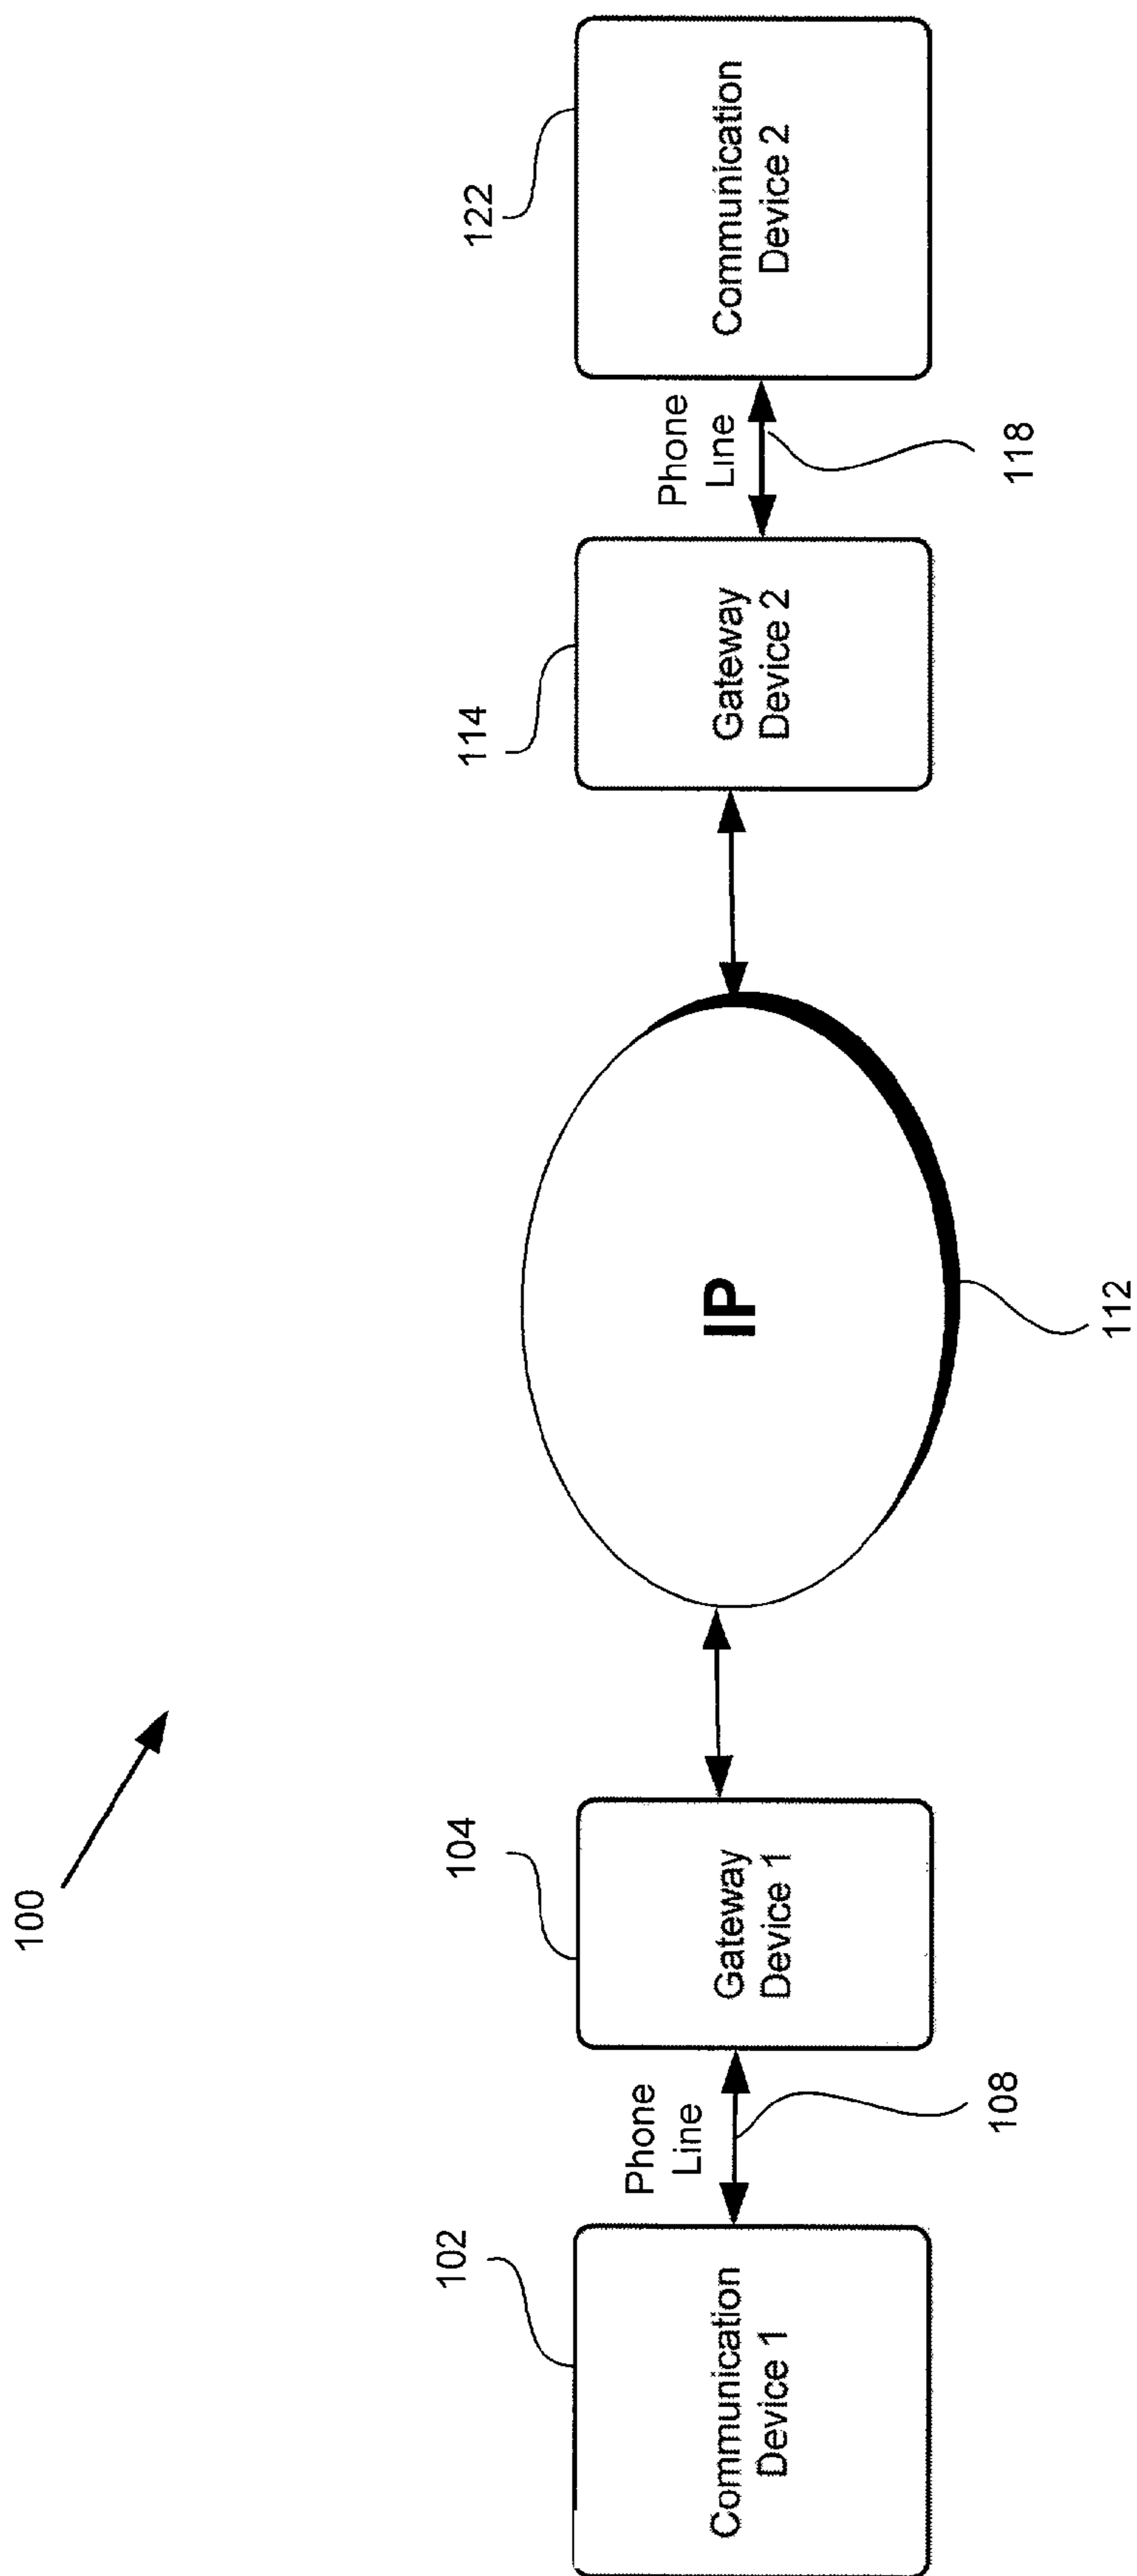 100
102
104
114
122
Communication
Device 1
Phone
Line
Gateway
Device 1
IP
Gateway
Device 2
Phone
Line
Communication
Device 2
108
112
118